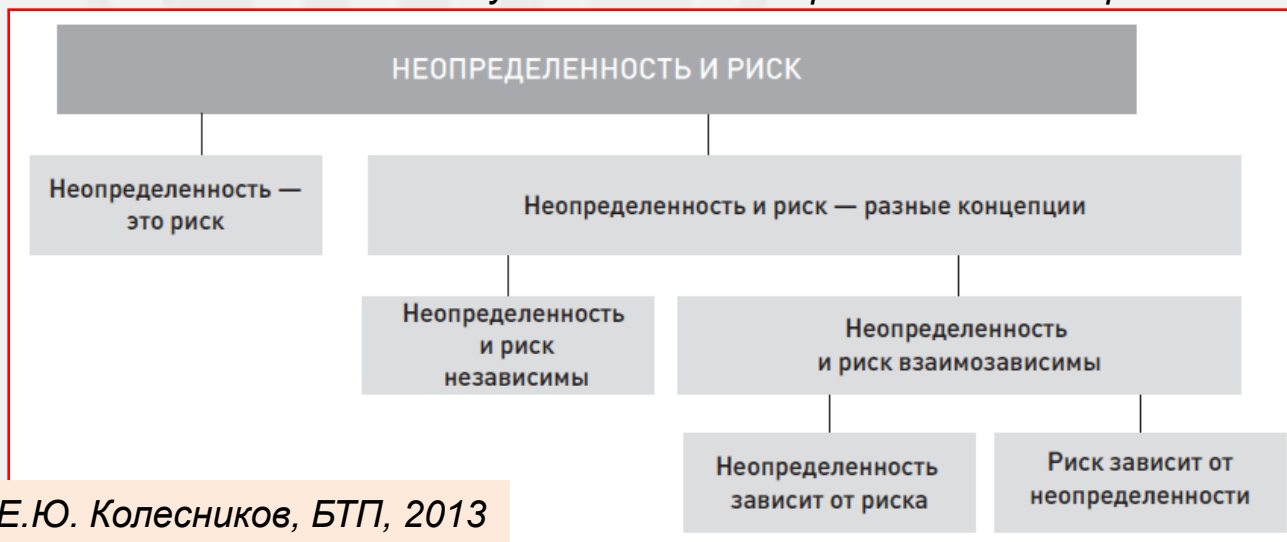 НЕОПРЕДЕЛЕННОСТЬ И РИСК
Неопределенность —
это риск
Неопределенность и риск — разные концепции
Неопределенность
и риск
независимы
Неопределенность
и риск взаимозависимы
Неопределенность
зависит от риска
Риск зависит от
неопределенности
Е.Ю. Колесников, БТП, 2013